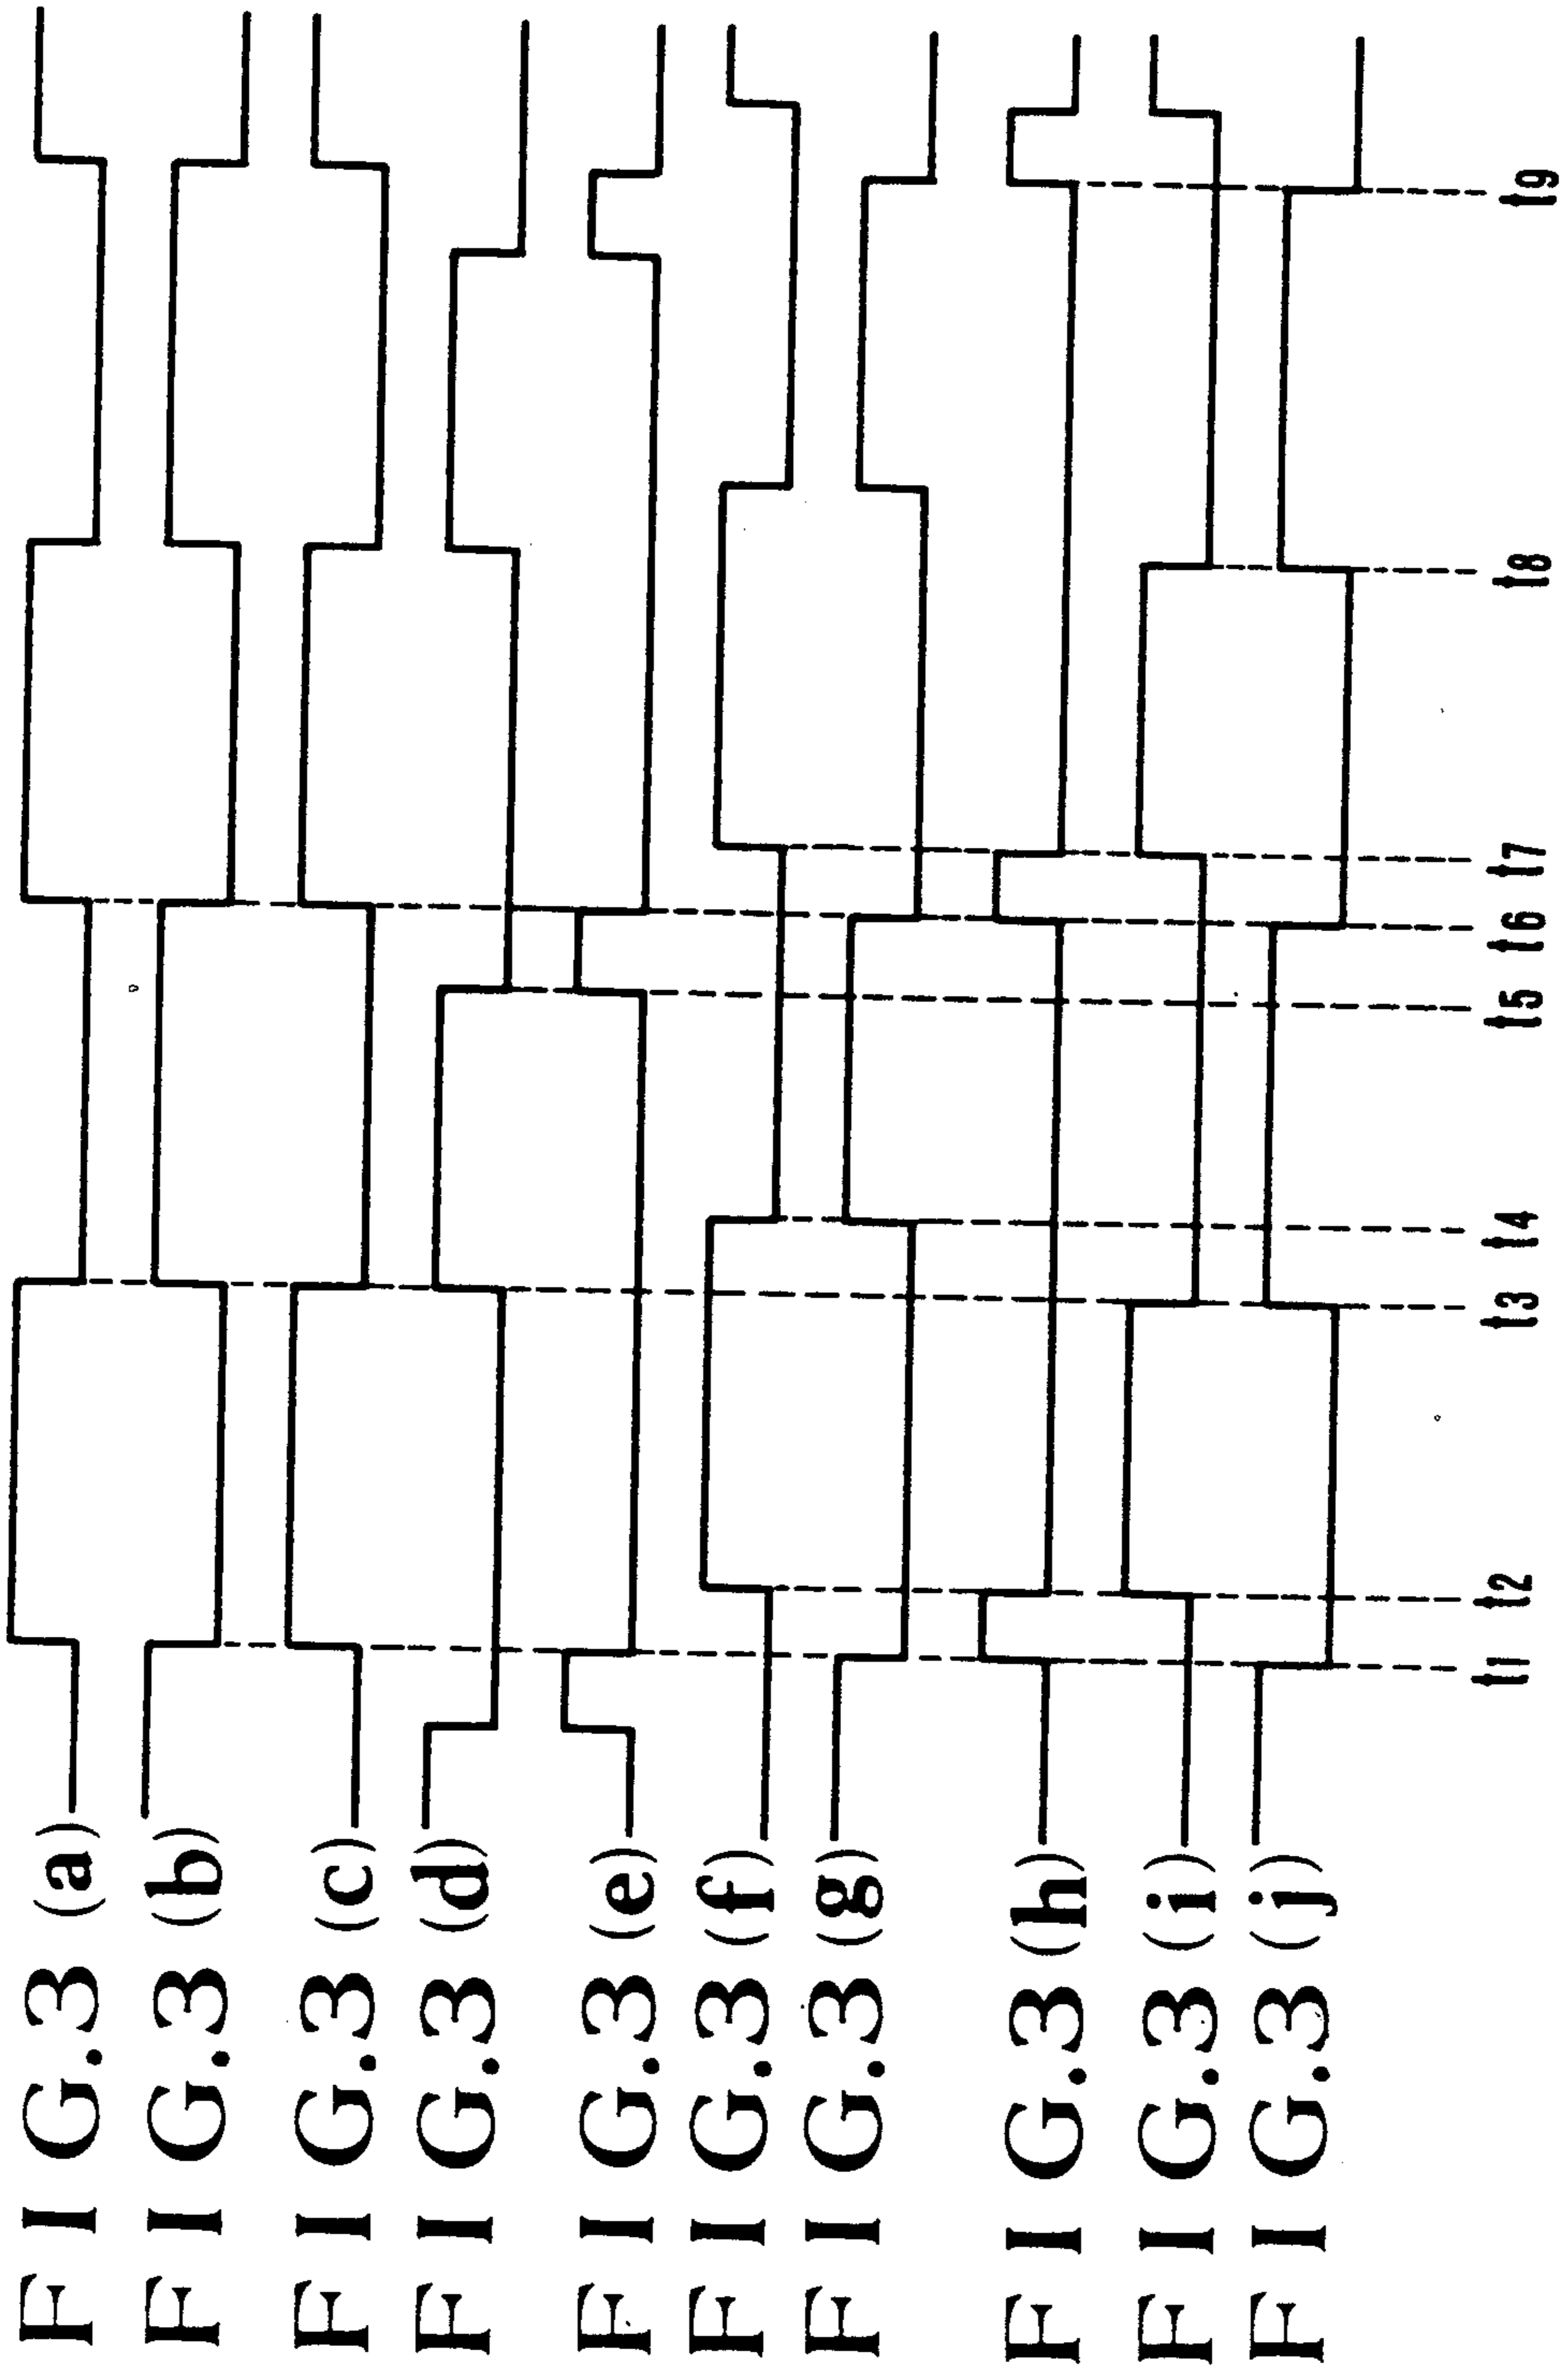 FIG.3 (a)
FIG.3 (b)
FIG.3 (c)
FIG.3 (d)
FIG.3 (e)
FIG.3 (f)
FIG.3 (g)
FIG.3 (h)
FIG.3 (i)
FIG.3 (j)
t1 t2 t3 t4 t5 t6 t7 t8 t9